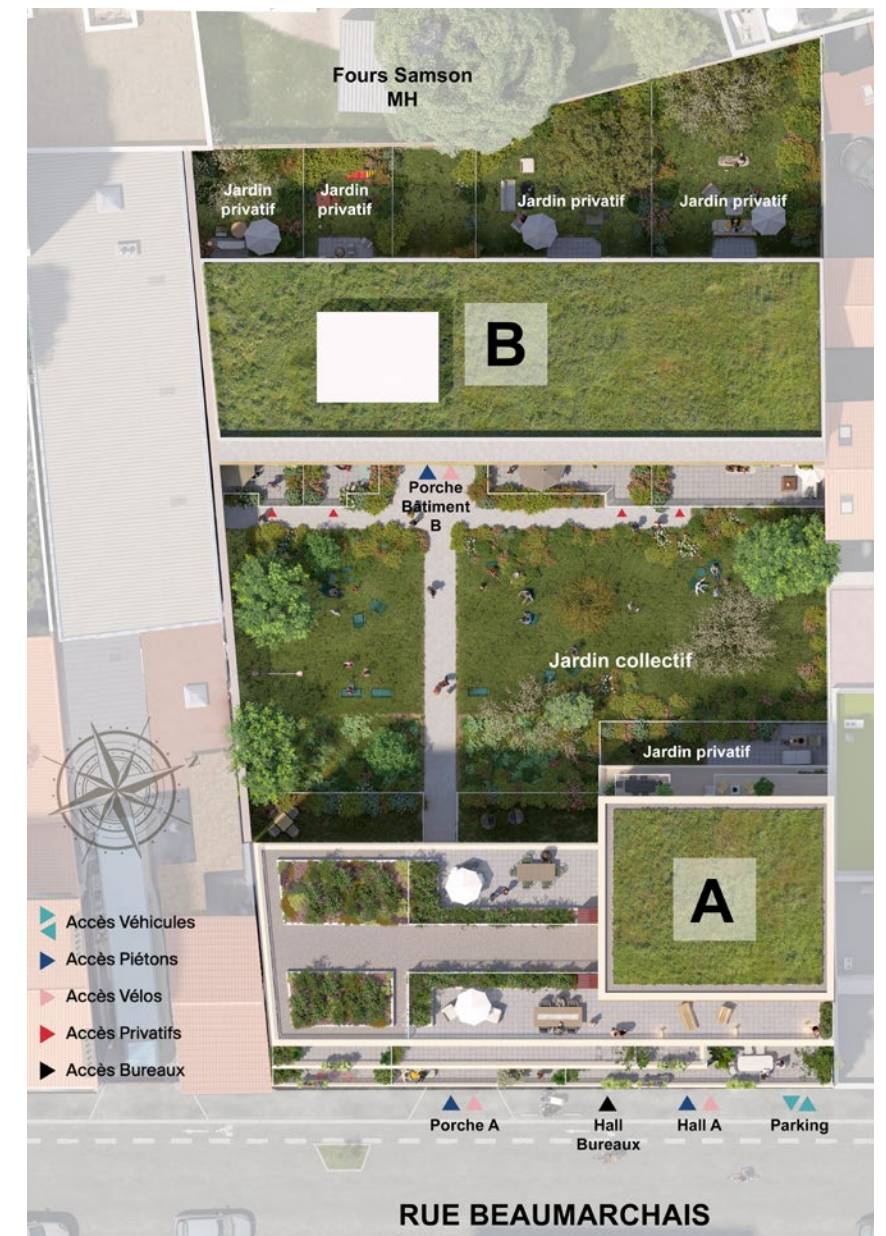 Fours Samson
MH
Jardin
privatif
Jardin
privatif
Jardin privatif
Jardin privatif
B
Porche
Bâtiment
B
Jardin collectif
Jardin privatif
A
Accès Véhicules
Accès Piétons
Accès Vélos
Accès Privatifs
Accès Bureaux
Porche A
Hall
Bureaux
Hall A
Parking
RUE BEAUMARCHAIS